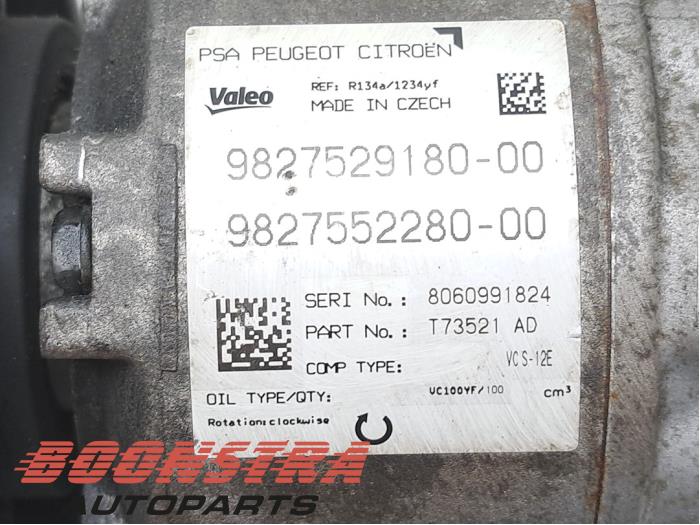 PSA PEUGEOT CITROËN
Valeo
REF: R134a/1234yf
MADE IN CZECH
9827529180-00
9827552280-00
SERI No.: 8060991824
PART No.: T73521 AD
COMP TYPE: VCS-12E
OIL TYPE/QTY: VC100YF/100 cm³
Rotation:clockwise
BOONSTRA
AUTOPARTS